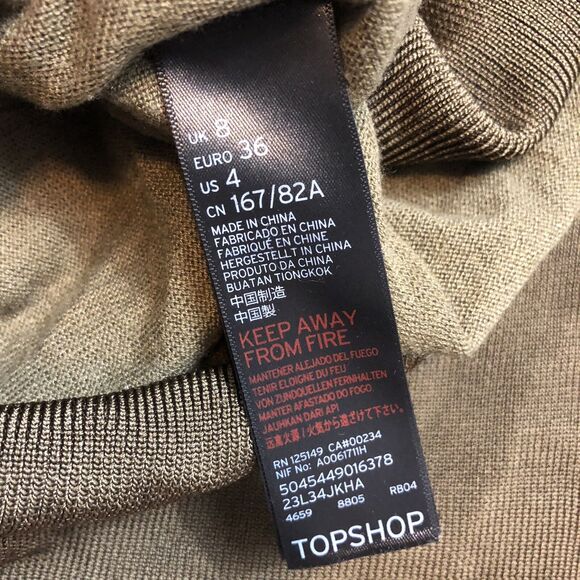 UK 8
EURO 36
US 4
CN 167/82A
MADE IN CHINA
FABRICADO EN CHINA
FABRIQUÉ EN CHINE
HERGESTELLT IN CHINA
PRODUTO DA CHINA
BUATAN TIONGKOK
中国制造
中国製
KEEP AWAY
FROM FIRE
MANTENER ALEJADO DEL FUEGO
TENIR ELOIGNE DU FEU
VON ZUNDQUELLEN FERNHALTEN
MANTER AFASTADO DO FOGO
JAUHKAN DARI API
远离火源 / 火気から遠ざけて下さい。
RN 125149 CA#00234
NIF No: A0061711H
5045449016378
23L34JKHA
4659 8805 RB04
TOPSHOP